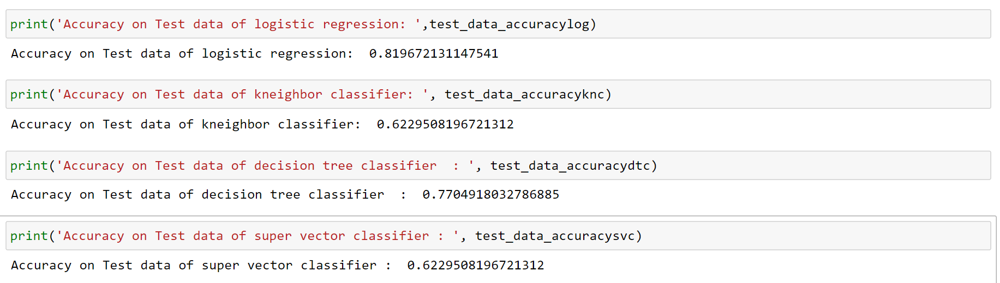 print('Accuracy on Test data of logistic regression: ',test_data_accuracylog)
Accuracy on Test data of logistic regression:  0.819672131147541
print('Accuracy on Test data of kneighbor classifier: ', test_data_accuracyknc)
Accuracy on Test data of kneighbor classifier:  0.6229508196721312
print('Accuracy on Test data of decision tree classifier  : ', test_data_accuracydtc)
Accuracy on Test data of decision tree classifier  :  0.7704918032786885
print('Accuracy on Test data of super vector classifier : ', test_data_accuracysvc)
Accuracy on Test data of super vector classifier :  0.6229508196721312